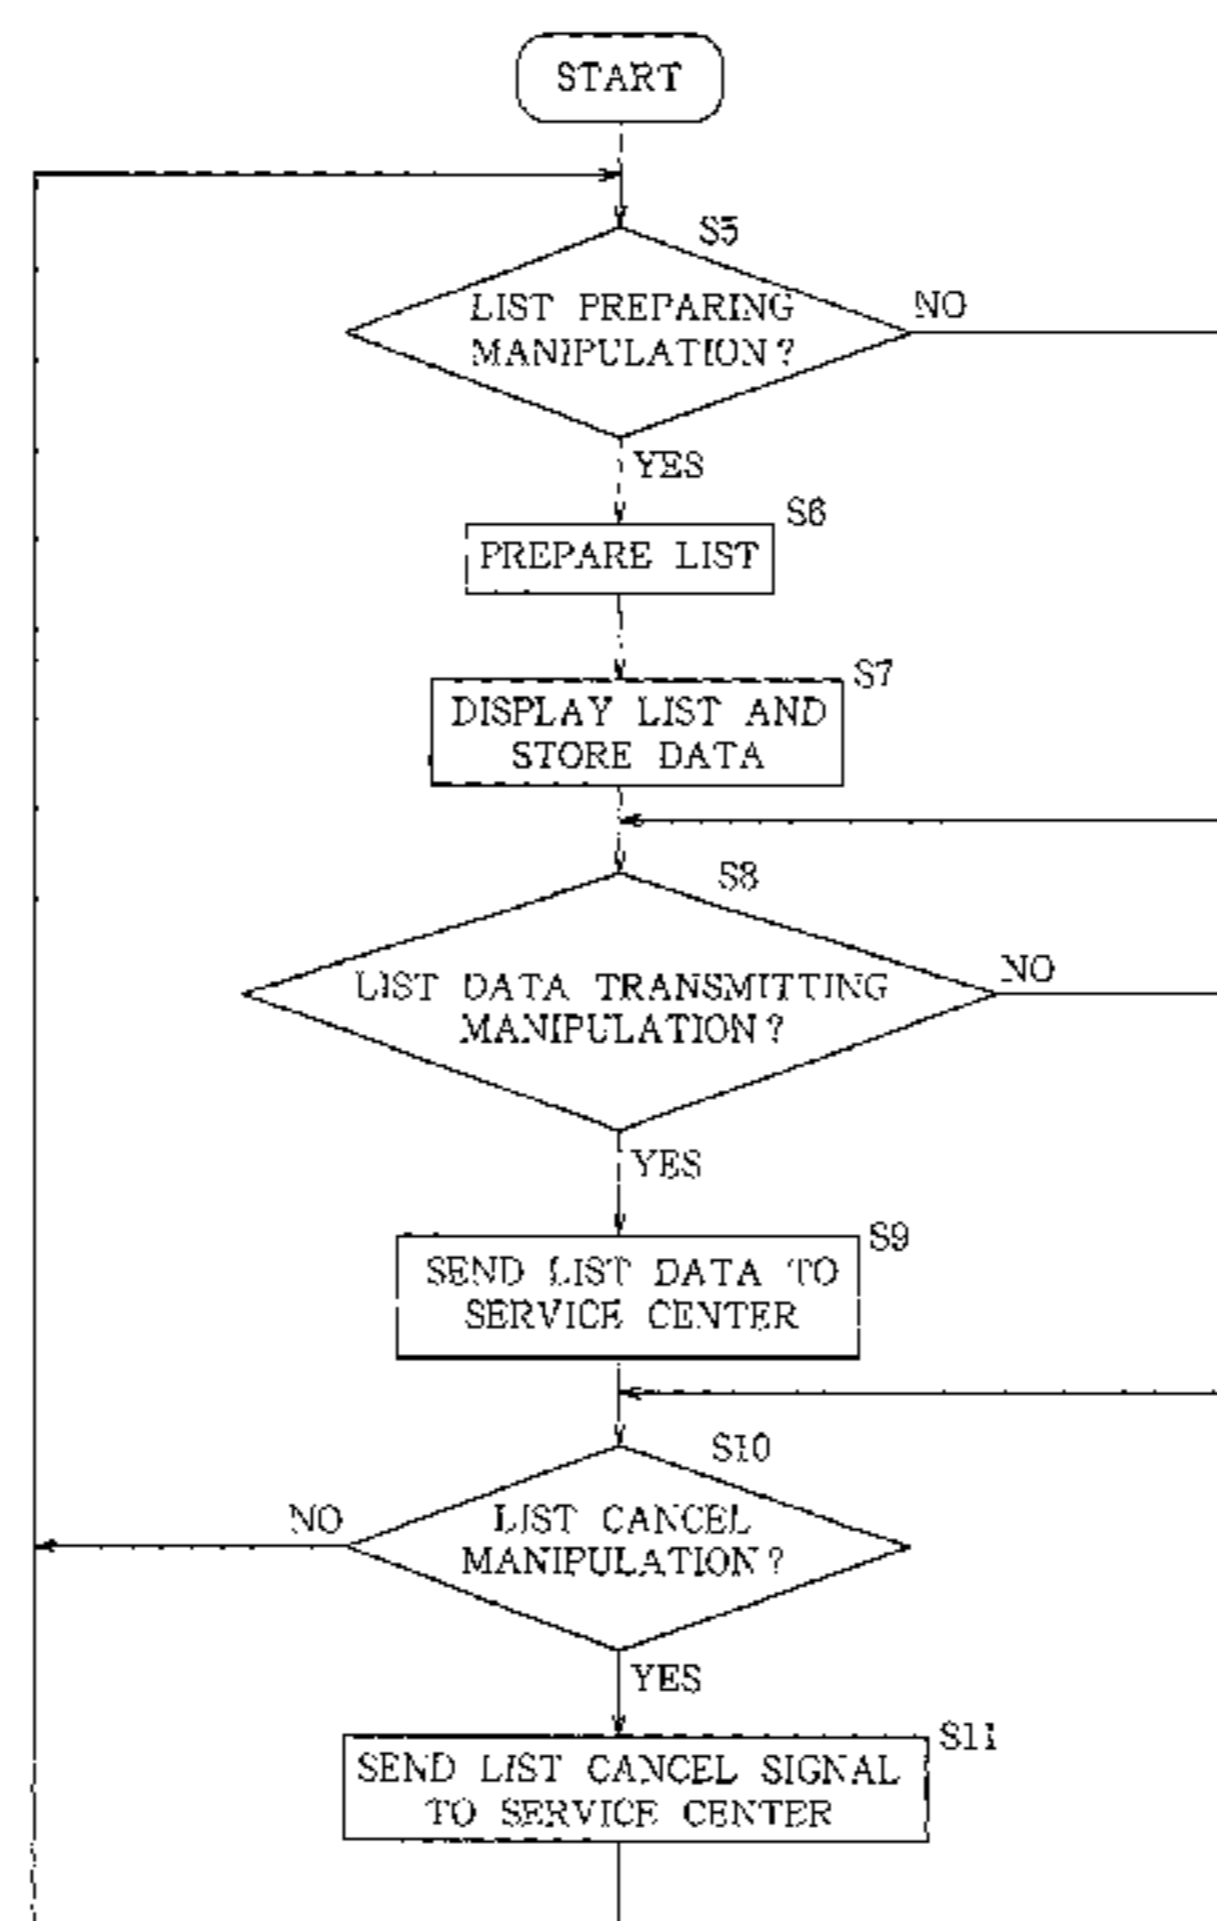 START
S5
LIST PREPARING
MANIPULATION?
NO
YES
S6
PREPARE LIST
S7
DISPLAY LIST AND
STORE DATA
S8
LIST DATA TRANSMITTING
MANIPULATION?
NO
YES
S9
SEND LIST DATA TO
SERVICE CENTER
S10
NO
LIST CANCEL
MANIPULATION?
YES
S11
SEND LIST CANCEL SIGNAL
TO SERVICE CENTER